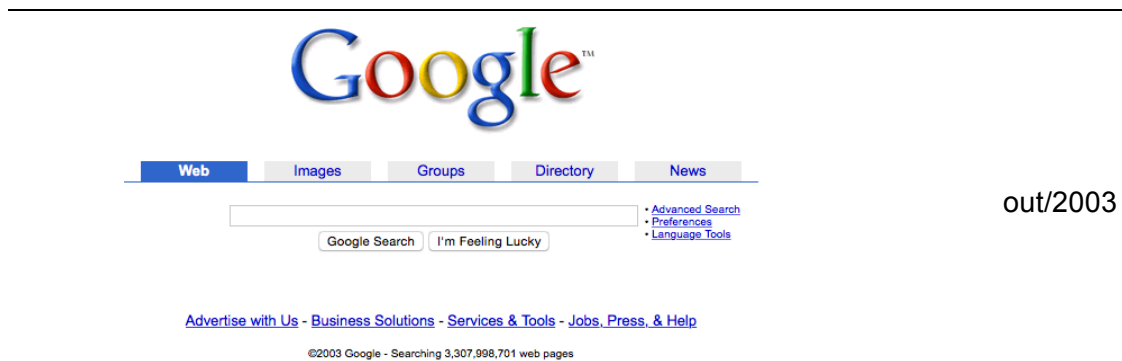 Google™
Web Images Groups Directory News
• Advanced Search
• Preferences
• Language Tools
Google Search I'm Feeling Lucky
out/2003
Advertise with Us - Business Solutions - Services & Tools - Jobs, Press, & Help
©2003 Google - Searching 3,307,998,701 web pages